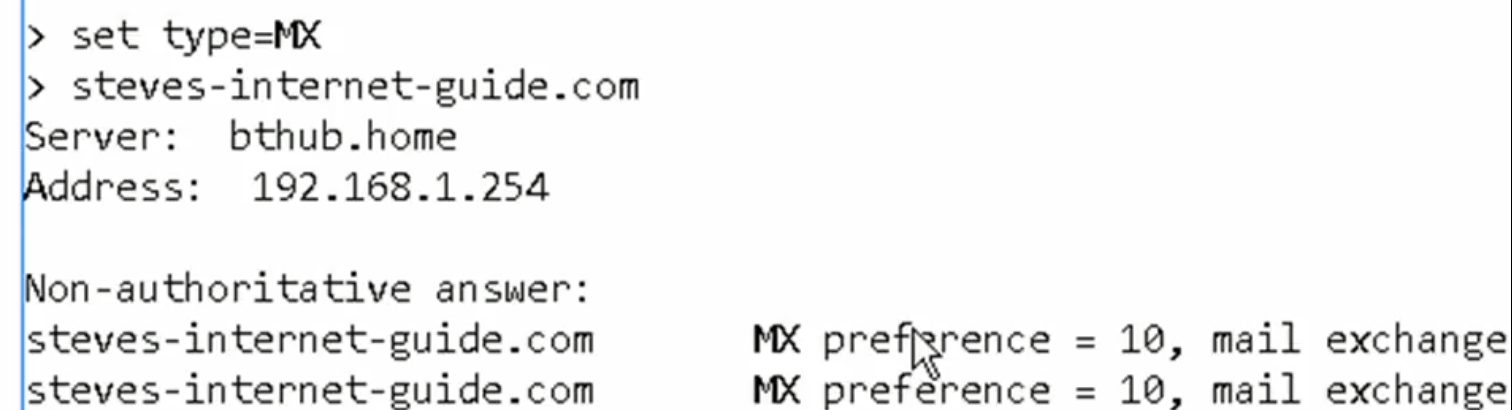 > set type=MX
> steves-internet-guide.com
Server:  bthub.home
Address:  192.168.1.254
Non-authoritative answer:
steves-internet-guide.com       MX preference = 10, mail exchange
steves-internet-guide.com       MX preference = 10, mail exchange